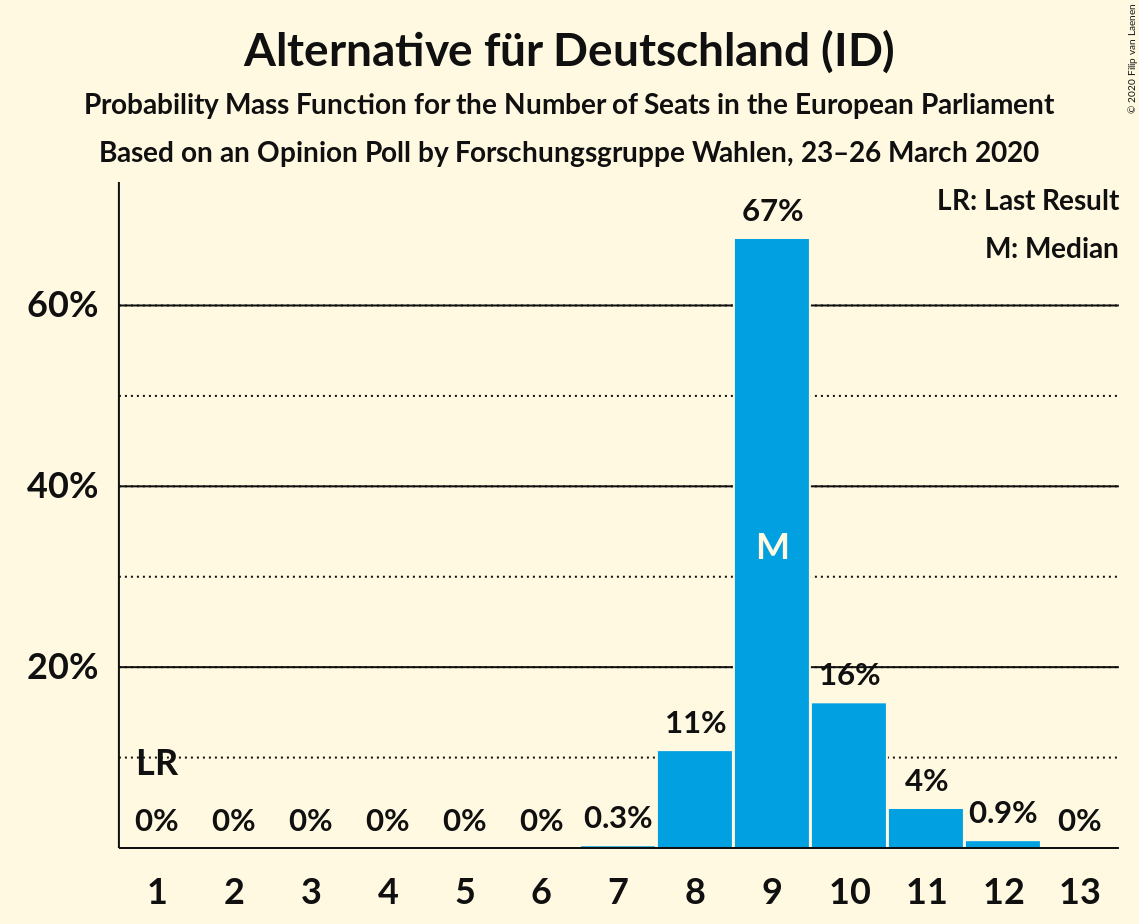 Alternative für Deutschland (ID)
Probability Mass Function for the Number of Seats in the European Parliament
Based on an Opinion Poll by Forschungsgruppe Wahlen, 23–26 March 2020
© 2020 Filip van Laenen
LR: Last Result
M: Median
67%
60%
40%
M
20%
16%
11%
LR
4%
0% 0% 0% 0% 0% 0% 0.3% 0.9% 0%
1 2 3 4 5 6 7 8 9 10 11 12 13